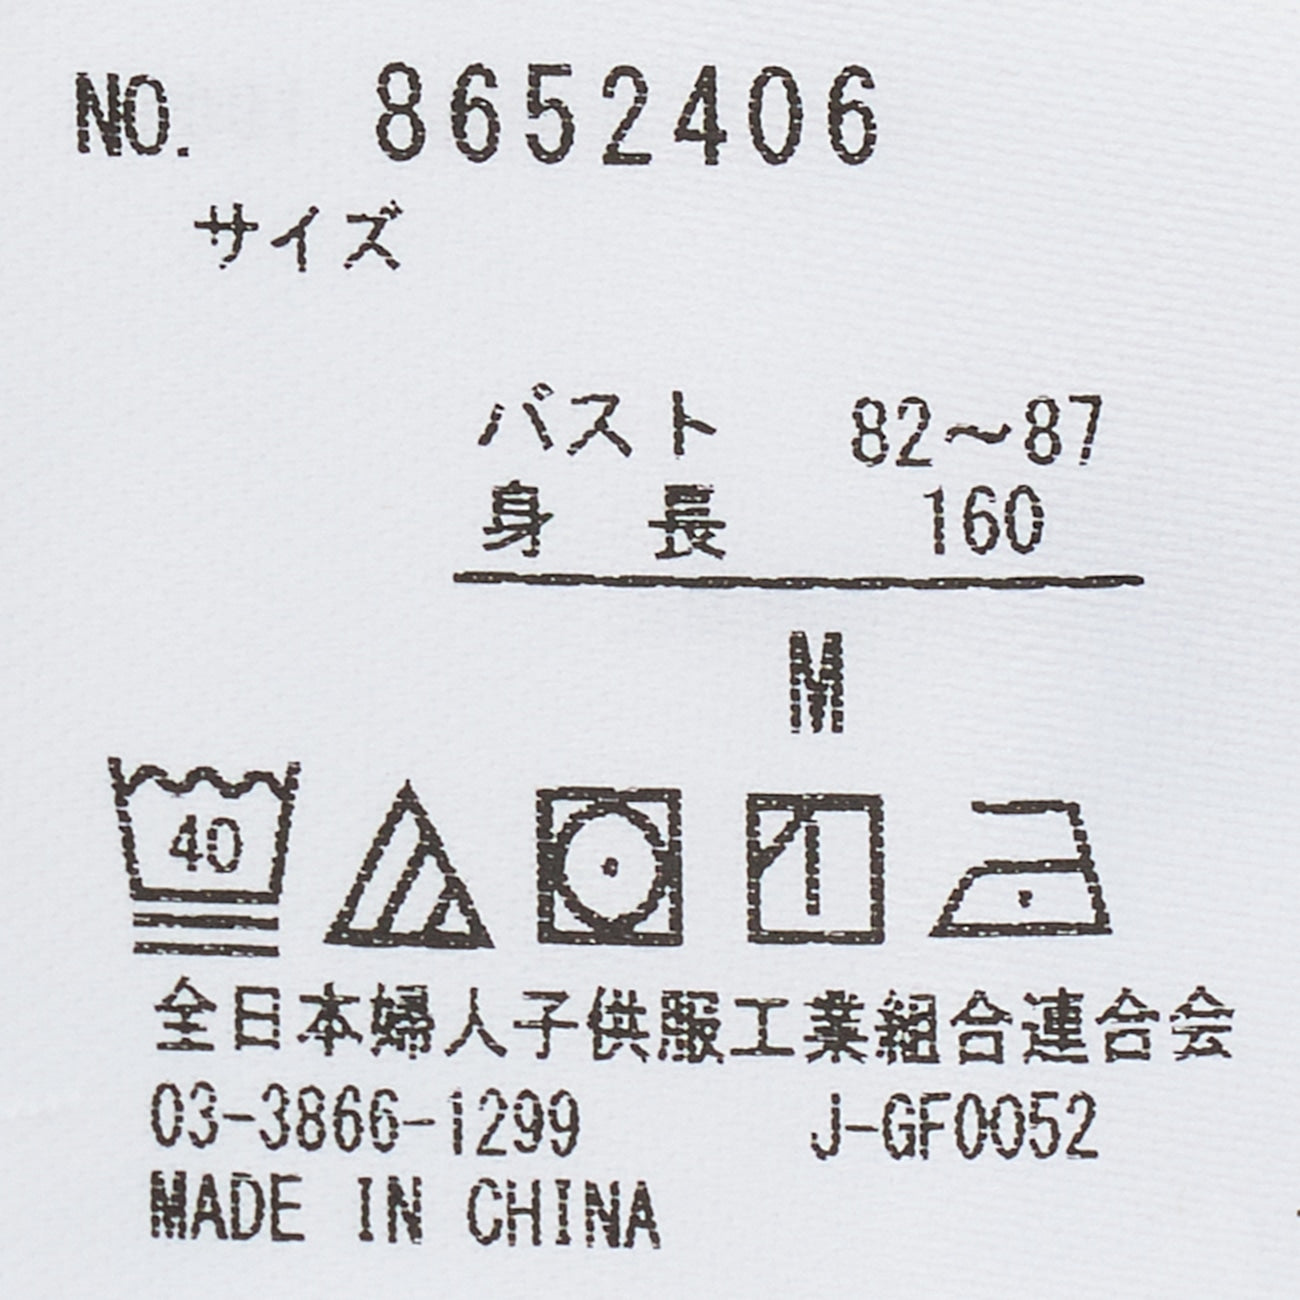 NO. 8652406
サイズ
バスト 82～87
身長 160
M
40
全日本婦人子供服工業組合連合会
03-3866-1299 J-GF0052
MADE IN CHINA